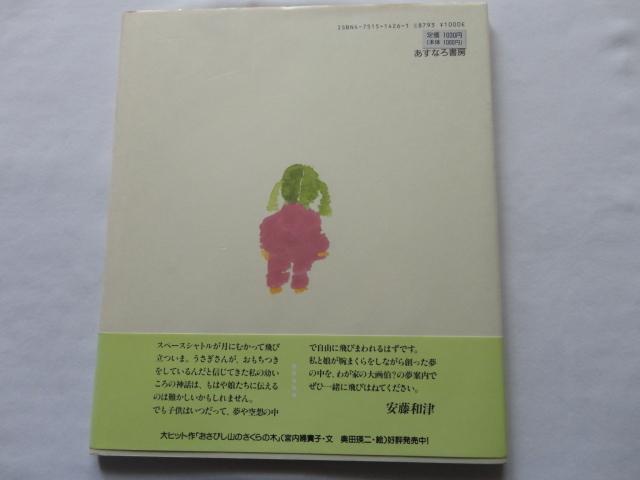 ISBN4-7515-1426-1 C8793 ¥1000E
定価 1030円
(本体 1000円)
あすなろ書房
スペースシャトルが月にむかって飛び
立ついま。うさぎさんが、おもちつき
をしているんだと信じてきた私の幼い
ころの神話は、もはや娘たちに伝える
のは難かしいかもしれません。
でも子供はいつだって、夢や空想の中
で自由に飛びまわれるはずです。
私と娘が腕まくらをしながら創った夢
の中を、わが家の大画伯?の夢案内で
ぜひ一緒に飛びはねてください。
安藤和津
大ヒット作「おさびし山のさくらの木」(宮内婦貴子・文 奥田瑛二・絵)好評発売中!